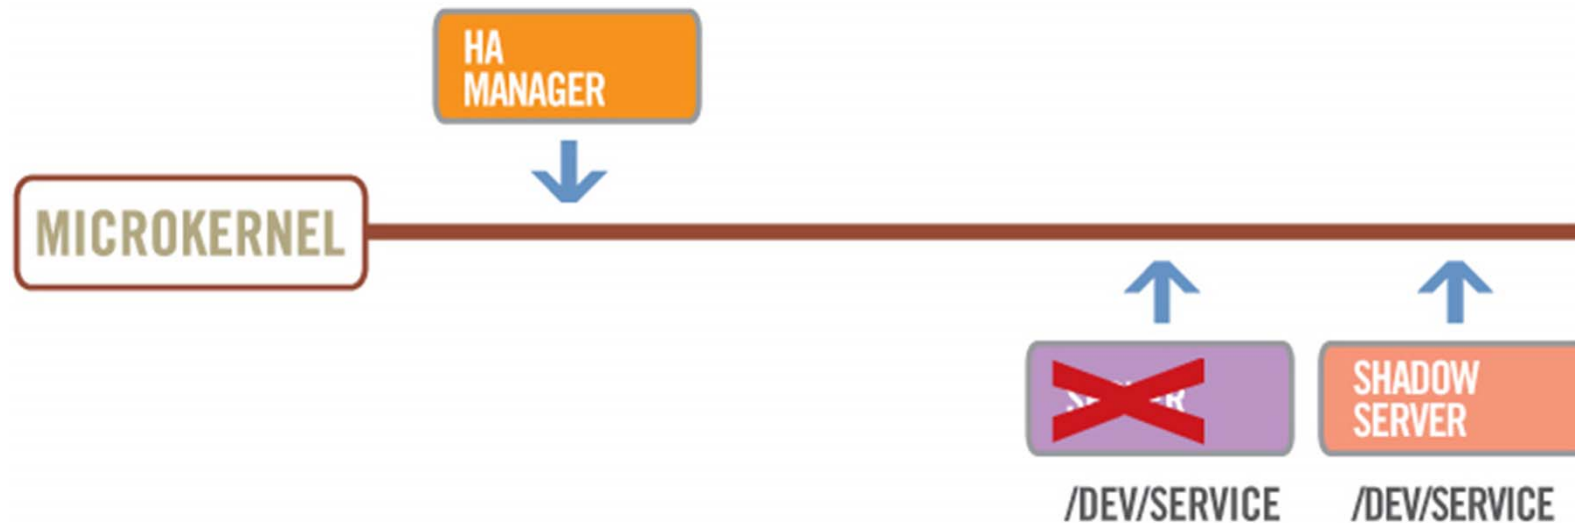 HA
MANAGER
MICROKERNEL
SHADOW
SERVER
/DEV/SERVICE
/DEV/SERVICE